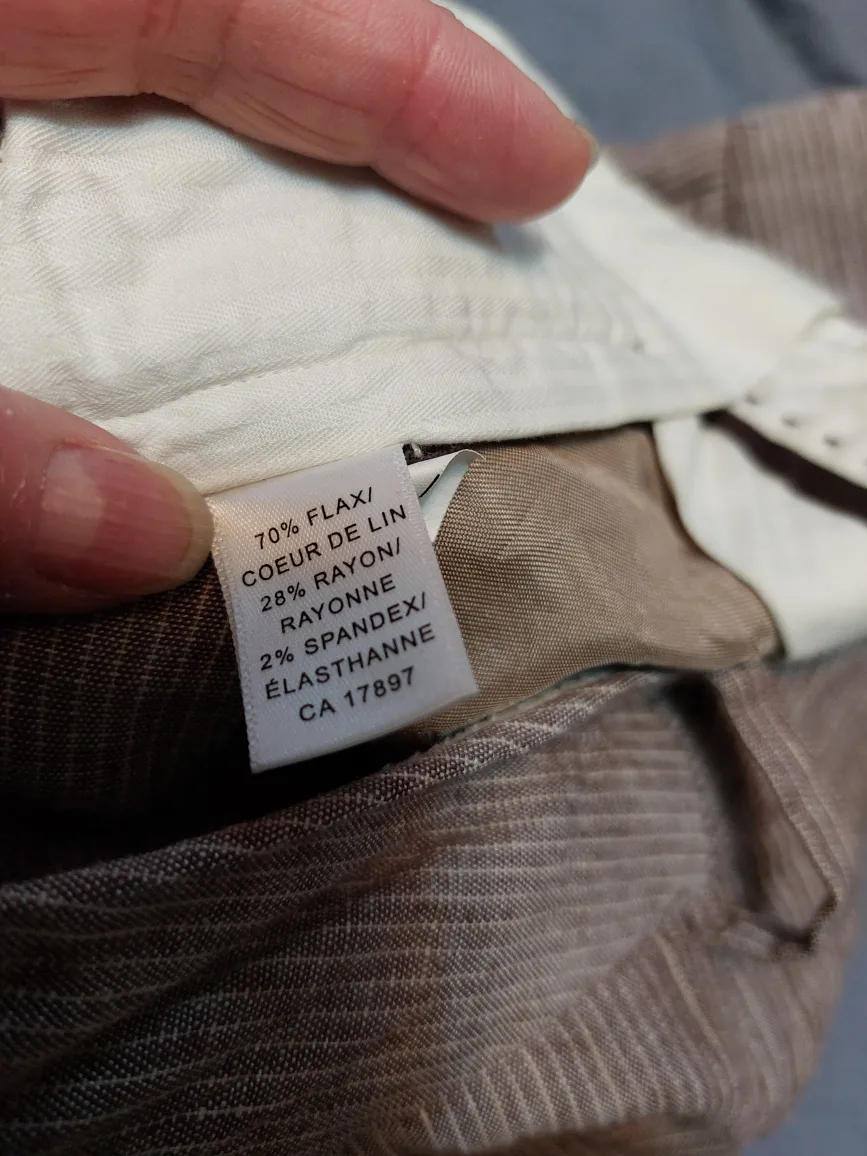 70% FLAX/
COEUR DE LIN
28% RAYON/
RAYONNE
2% SPANDEX/
ÉLASTHANNE
CA 17897